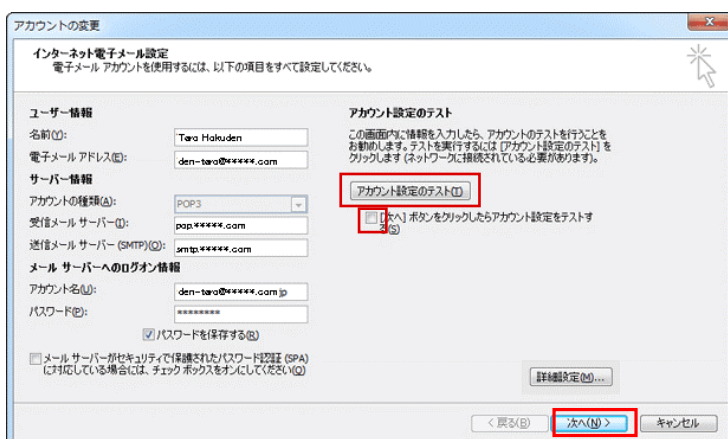 アカウントの変更
インターネット電子メール設定
電子メール アカウントを使用するには、以下の項目をすべて設定してください。
ユーザー情報
名前(Y):
Taro Hakuden
電子メール アドレス(E):
den-taro@*****.com
サーバー情報
アカウントの種類(A):
POP3
受信メール サーバー(I):
pop.*****.com
送信メール サーバー (SMTP)(O):
smtp.*****.com
メール サーバーへのログオン情報
アカウント名(U):
den-taro@*****.com jp
パスワード(P):
********
パスワードを保存する(R)
メール サーバーがセキュリティで保護されたパスワード認証 (SPA)
に対応している場合には、チェック ボックスをオンにしてください(Q)
アカウント設定のテスト
この画面内に情報を入力したら、アカウントのテストを行うことを
お勧めします。テストを実行するには [アカウント設定のテスト] を
クリックします (ネットワークに接続されている必要があります)。
アカウント設定のテスト(T)
[次へ] ボタンをクリックしたらアカウント設定をテストす
る(S)
詳細設定(M)...
< 戻る(B)
次へ(N) >
キャンセル